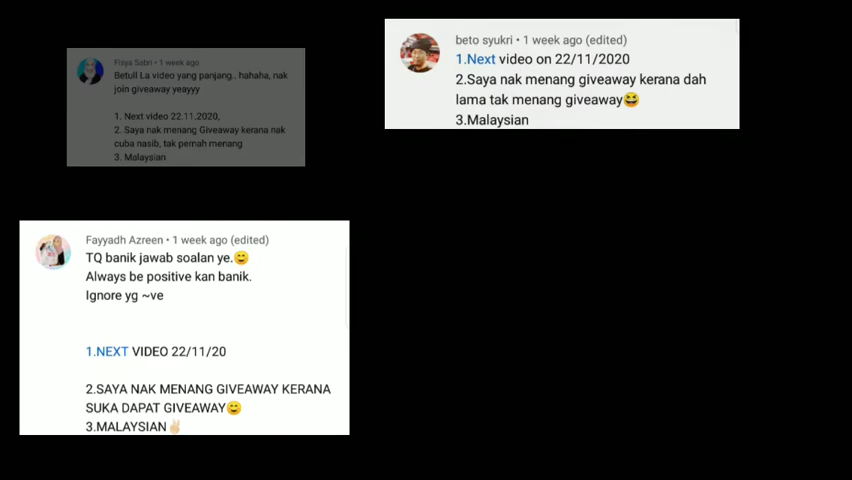 Fisya Sabri • 1 week ago
Betull La video yang panjang.. hahaha, nak
join giveaway yeayyy
1. Next video 22.11.2020,
2. Saya nak menang Giveaway kerana nak
cuba nasib, tak pernah menang
3. Malaysian
beto syukri • 1 week ago (edited)
1.Next video on 22/11/2020
2.Saya nak menang giveaway kerana dah
lama tak menang giveaway😆
3.Malaysian
Fayyadh Azreen • 1 week ago (edited)
TQ banik jawab soalan ye.😊
Always be positive kan banik.
Ignore yg ~ve
1.NEXT VIDEO 22/11/20
2.SAYA NAK MENANG GIVEAWAY KERANA
SUKA DAPAT GIVEAWAY😊
3.MALAYSIAN✌🏻